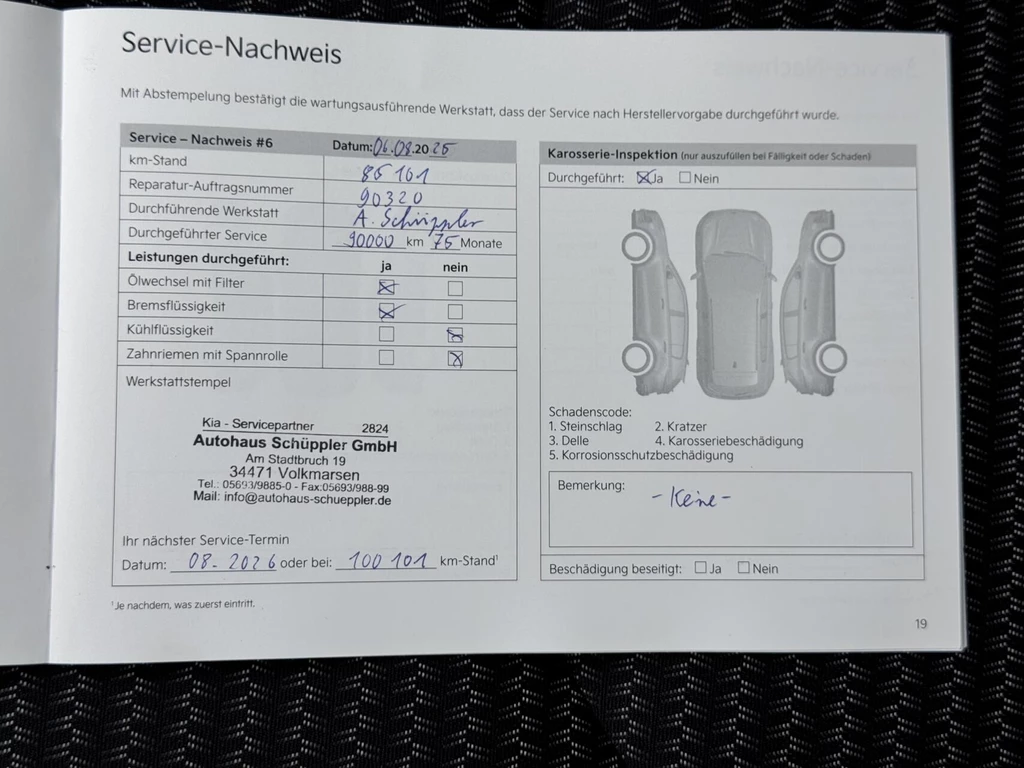 Service-Nachweis
Mit Abstempelung bestätigt die wartungsausführende Werkstatt, dass der Service nach Herstellervorgabe durchgeführt wurde.
Service – Nachweis #6 Datum: 06.08.2025
km-Stand 85 101
Reparatur-Auftragsnummer 90320
Durchführende Werkstatt A. Schüppler
Durchgeführter Service 90000 km 75 Monate
Leistungen durchgeführt: ja nein
Ölwechsel mit Filter
Bremsflüssigkeit
Kühlflüssigkeit
Zahnriemen mit Spannrolle
Werkstattstempel
Kia - Servicepartner 2824
Autohaus Schüppler GmbH
Am Stadtbruch 19
34471 Volkmarsen
Tel.: 05693/9885-0 - Fax:05693/988-99
Mail: info@autohaus-schueppler.de
Ihr nächster Service-Termin
Datum: 08. 2026 oder bei: 100 101 km-Stand¹
¹Je nachdem, was zuerst eintritt.
Karosserie-Inspektion (nur auszufüllen bei Fälligkeit oder Schaden)
Durchgeführt: Ja Nein
Schadenscode:
1. Steinschlag 2. Kratzer
3. Delle 4. Karosseriebeschädigung
5. Korrosionsschutzbeschädigung
Bemerkung:
- Keine -
Beschädigung beseitigt: Ja Nein
19